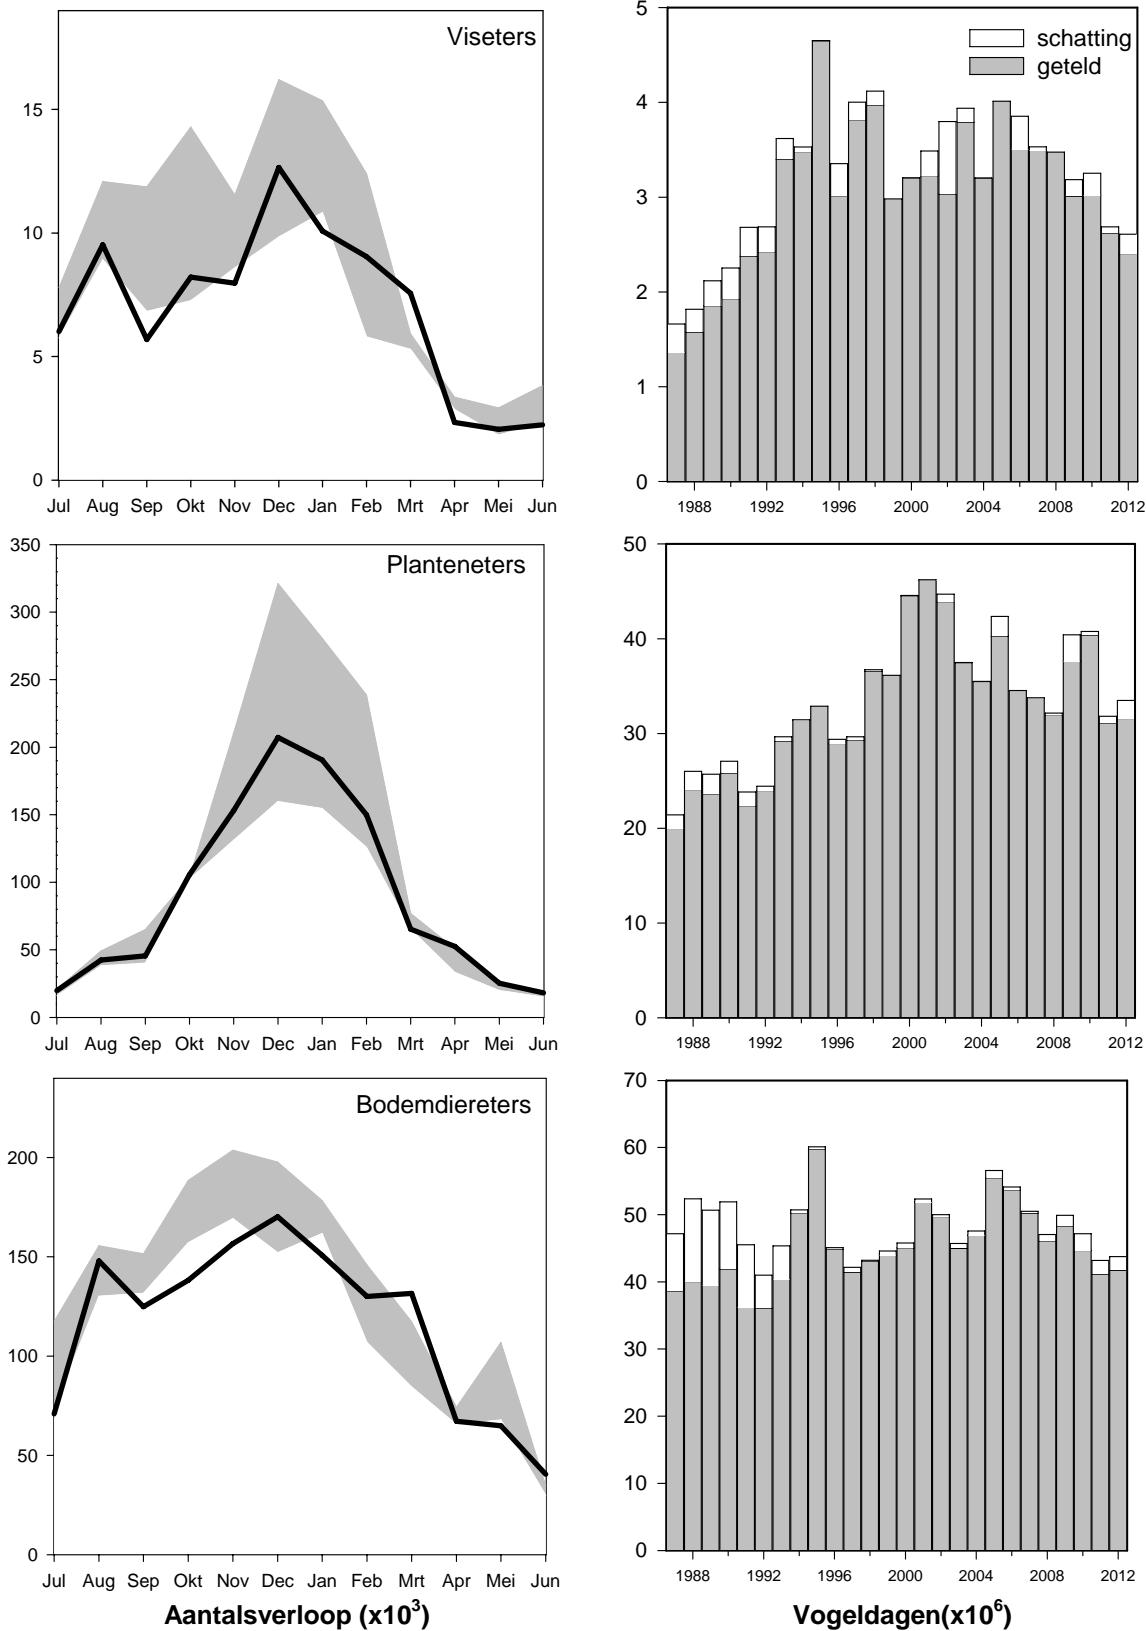 Viseters
15
10
5
0
Jul Aug Sep Okt Nov Dec Jan Feb Mrt Apr Mei Jun
schatting
geteld
5
4
3
2
1
0
1988 1992 1996 2000 2004 2008 2012
Planteneters
350
300
250
200
150
100
50
0
Jul Aug Sep Okt Nov Dec Jan Feb Mrt Apr Mei Jun
50
40
30
20
10
0
1988 1992 1996 2000 2004 2008 2012
Bodemdiereters
200
150
100
50
0
Jul Aug Sep Okt Nov Dec Jan Feb Mrt Apr Mei Jun
Aantalsverloop (x10³)
70
60
50
40
30
20
10
0
1988 1992 1996 2000 2004 2008 2012
Vogeldagen(x10⁶)